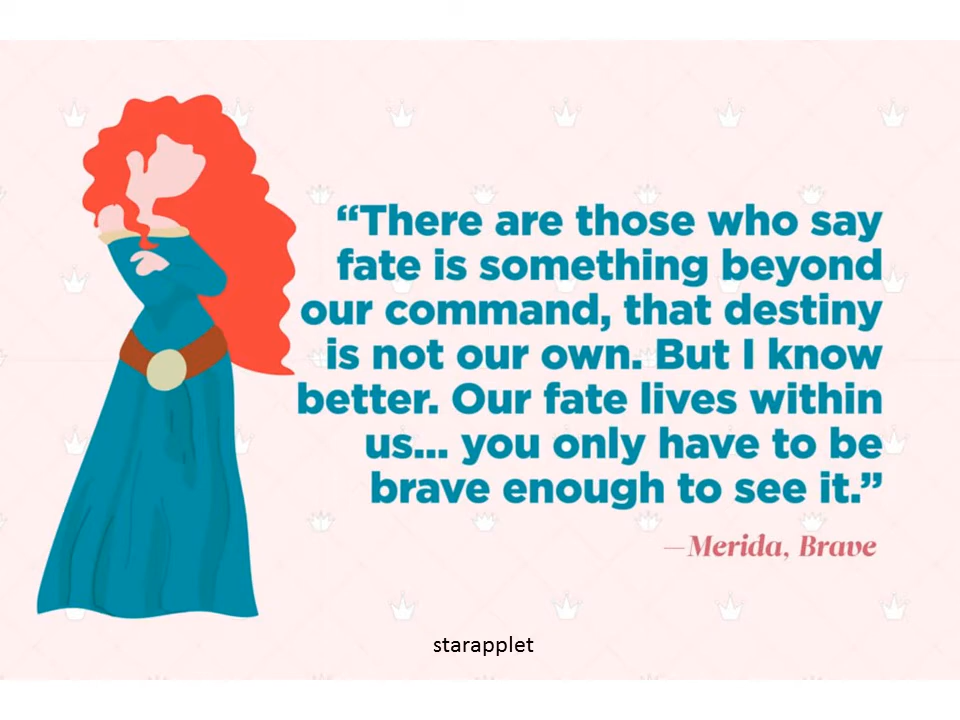 “There are those who say
fate is something beyond
our command, that destiny
is not our own. But I know
better. Our fate lives within
us... you only have to be
brave enough to see it.”
—Merida, Brave
starapplet